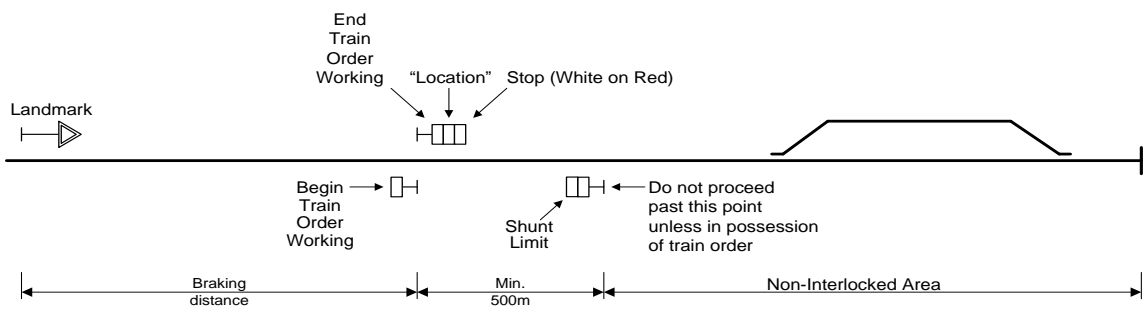 End
Train
Order
Working
“Location”
Stop (White on Red)
Landmark
Begin
Train
Order
Working
Shunt
Limit
Do not proceed
past this point
unless in possession
of train order
Braking
distance
Min.
500m
Non-Interlocked Area